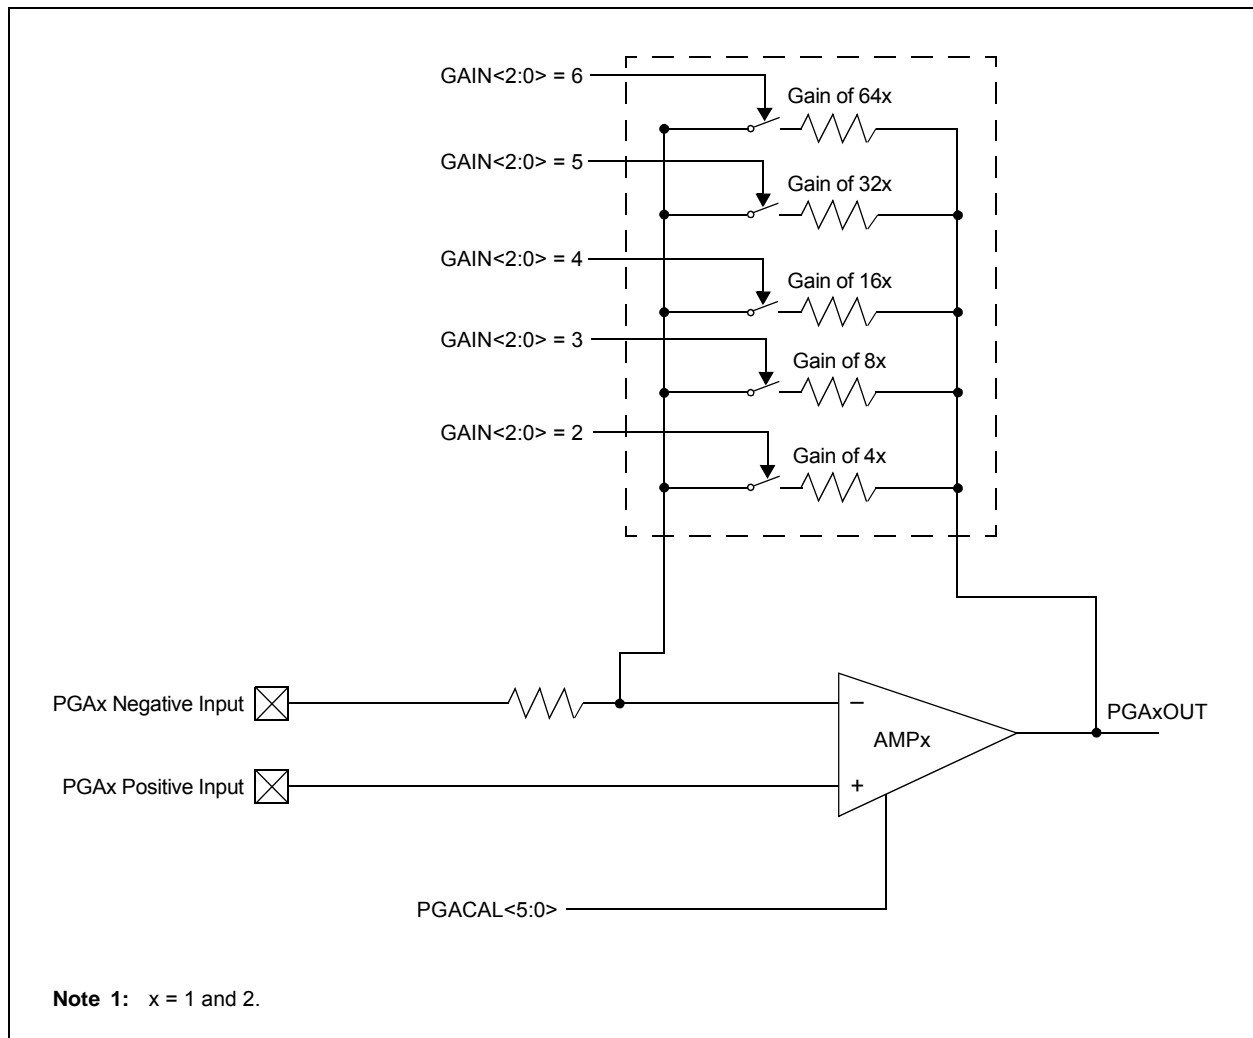 GAIN<2:0> = 6
Gain of 64x
GAIN<2:0> = 5
Gain of 32x
GAIN<2:0> = 4
Gain of 16x
GAIN<2:0> = 3
Gain of 8x
GAIN<2:0> = 2
Gain of 4x
PGAx Negative Input
–
PGAxOUT
AMPx
PGAx Positive Input
+
PGACAL<5:0>
Note 1: x = 1 and 2.